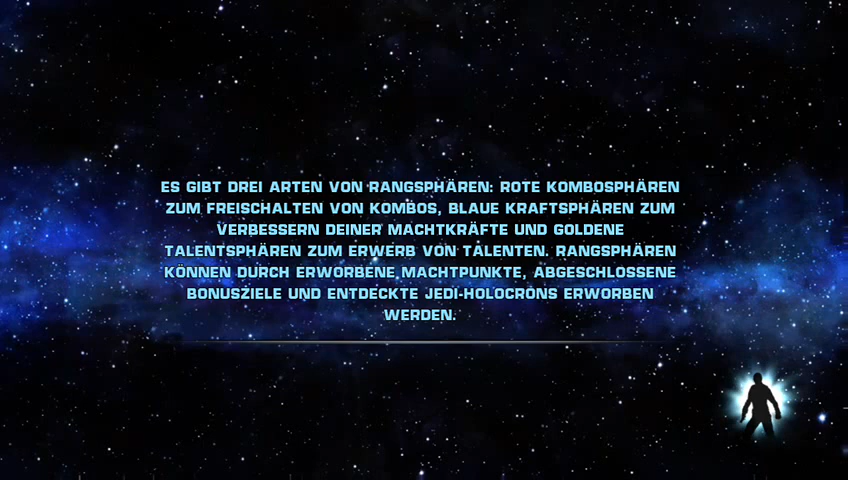 ES GIBT DREI ARTEN VON RANGSPHÄREN: ROTE KOMBOSPHÄREN
ZUM FREISCHALTEN VON KOMBOS, BLAUE KRAFTSPHÄREN ZUM
VERBESSERN DEINER MACHTKRÄFTE UND GOLDENE
TALENTSPHÄREN ZUM ERWERB VON TALENTEN. RANGSPHÄREN
KÖNNEN DURCH ERWORBENE MACHTPUNKTE, ABGESCHLOSSENE
BONUSZIELE UND ENTDECKTE JEDI-HOLOCRONS ERWORBEN
WERDEN.